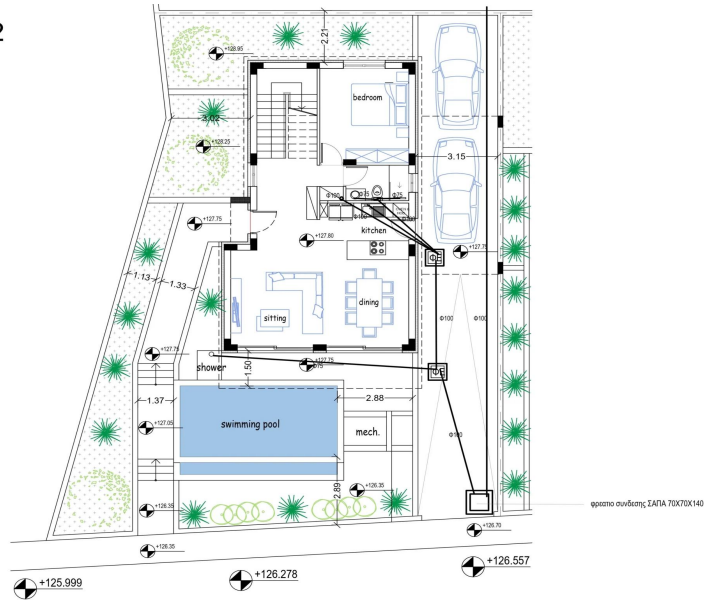 2
+128.95
2.21
bedroom
3.02
+128.25
3.15
Φ100
Φ75
Φ75
+127.75
+127.80
Φ100
kitchen
+127.75
1.13
1.33
sitting
dining
Φ100
Φ100
+127.75
shower
1.50
+127.75
Φ75
1.37
2.88
+127.05
swimming pool
mech.
Φ100
+126.35
2.89
+126.35
φρεατιο συνδεσης ΣΑΠΑ 70X70X140
+126.70
+126.35
+125.999
+126.278
+126.557